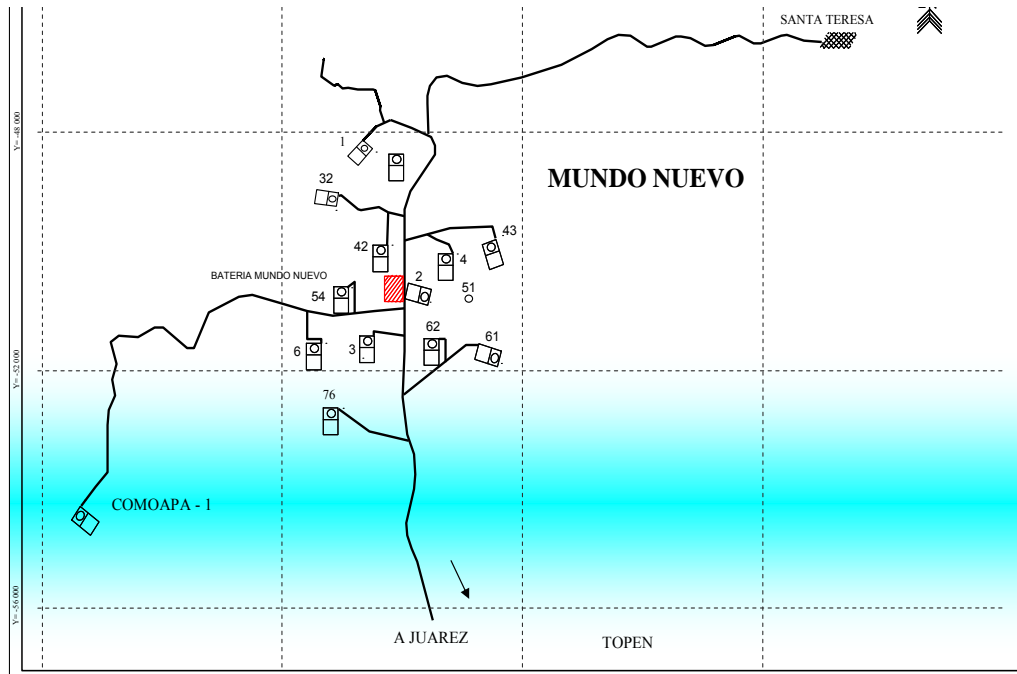 SANTA TERESA
Y= -48 000
1
MUNDO NUEVO
32
43
42
4
BATERIA MUNDO NUEVO
2
51
54
62
61
6
3
Y= -52 000
76
COMOAPA - 1
Y= -56 000
A JUAREZ
TOPEN